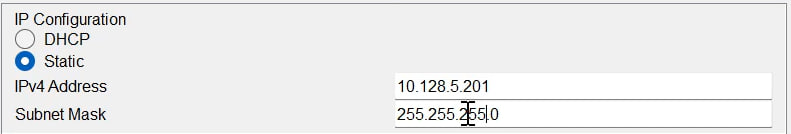 IP Configuration
DHCP
Static
IPv4 Address 10.128.5.201
Subnet Mask 255.255.255.0